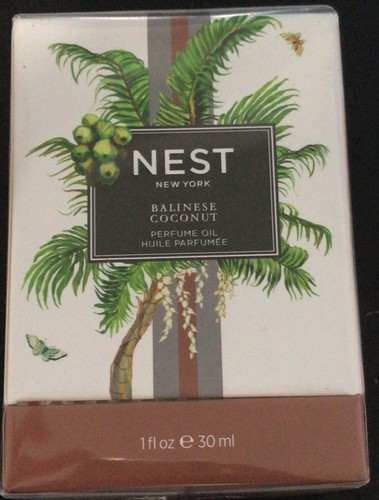 NEST
NEW YORK
BALINESE
COCONUT
PERFUME OIL
HUILE PARFUMÉE
1 fl oz ℮ 30 ml